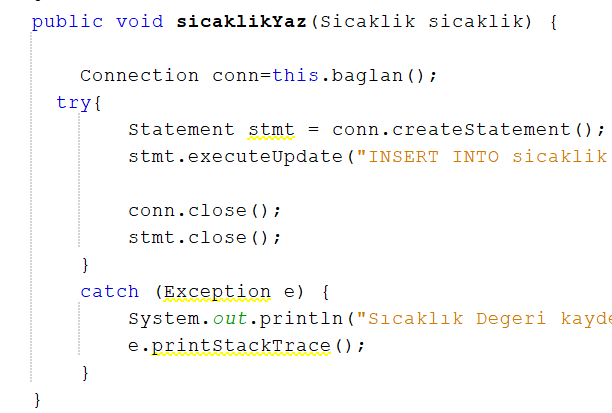 public void sicaklikYaz(Sicaklik sicaklik) {
Connection conn=this.baglan();
try{
Statement stmt = conn.createStatement();
stmt.executeUpdate("INSERT INTO sicaklik
conn.close();
stmt.close();
}
catch (Exception e) {
System.out.println("Sıcaklık Degeri kayde
e.printStackTrace();
}
}